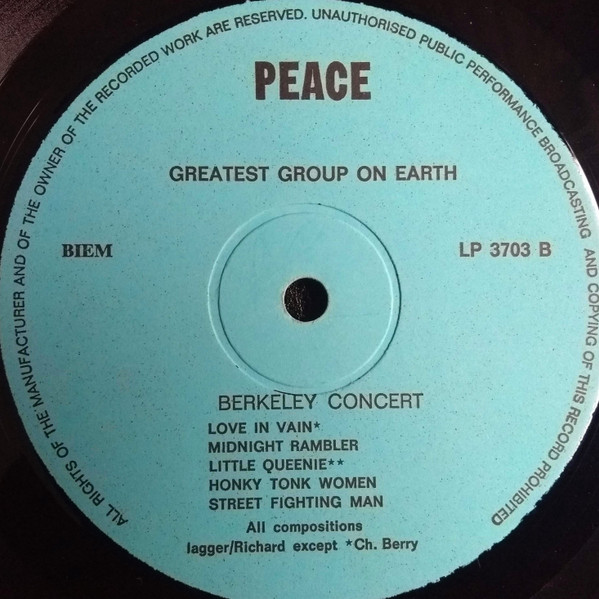 ALL RIGHTS OF THE MANUFACTURER AND OF THE OWNER OF THE RECORDED WORK ARE RESERVED. UNAUTHORISED PUBLIC PERFORMANCE BROADCASTING AND COPYING OF THIS RECORD PROHIBITED
PEACE
GREATEST GROUP ON EARTH
BIEM
LP 3703 B
BERKELEY CONCERT
LOVE IN VAIN*
MIDNIGHT RAMBLER
LITTLE QUEENIE**
HONKY TONK WOMEN
STREET FIGHTING MAN
All compositions
Jagger/Richard except *Ch. Berry